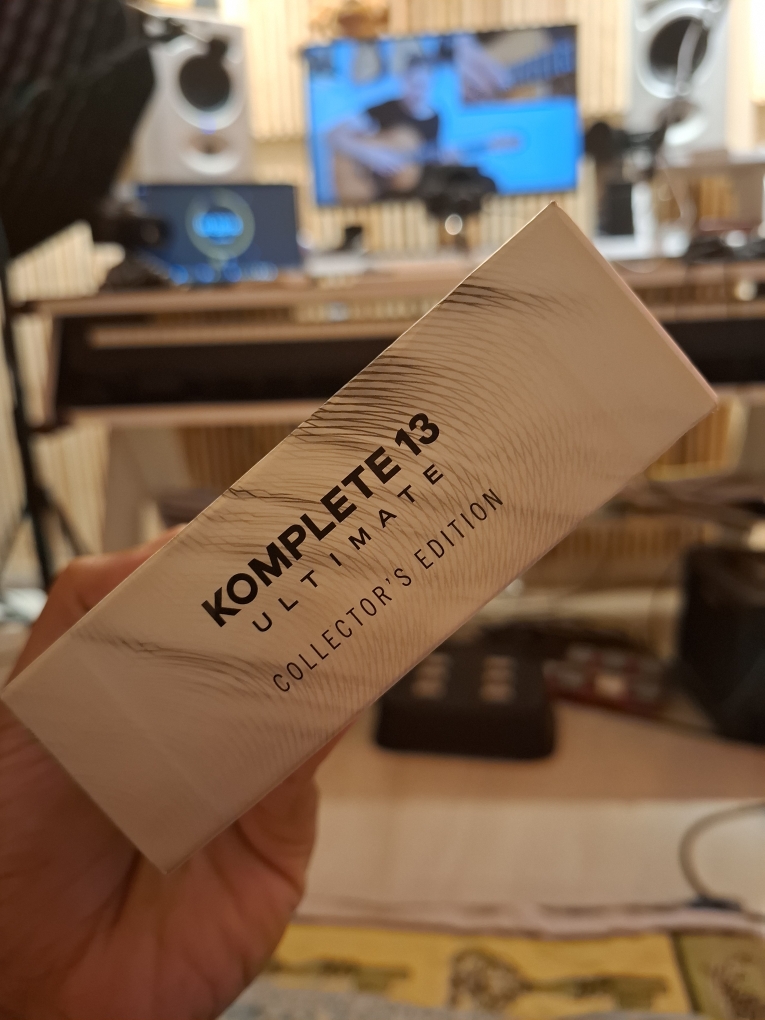 KOMPLETE 13
ULTIMATE
COLLECTOR'S EDITION